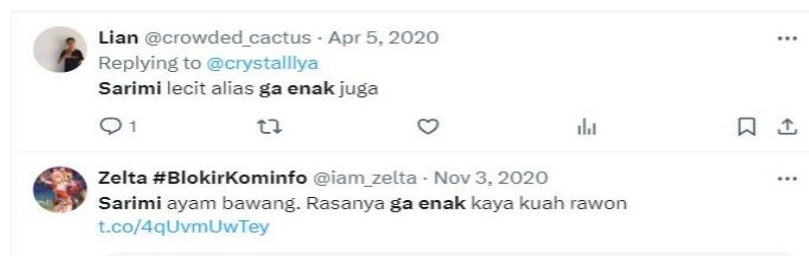 Lian @crowded_cactus · Apr 5, 2020
Replying to @crystalllya
Sarimi lecit alias ga enak juga
1
Zelta #BlokirKominfo @iam_zelta · Nov 3, 2020
Sarimi ayam bawang. Rasanya ga enak kaya kuah rawon
t.co/4qUvmUwTey